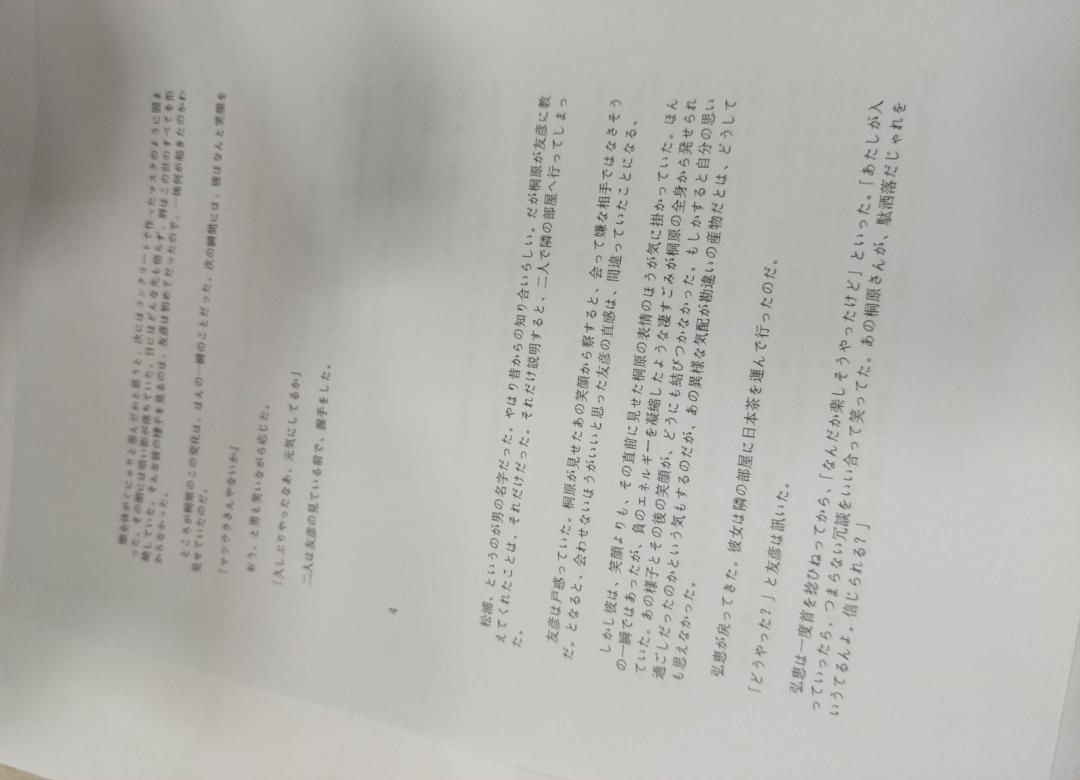 顔全体がぐにゃりと歪んだかと思うと、次にはコンクリートで作ったマスクのように固ま
った。その顔には暗い影が落ちていた。目にはどんな光も宿らず、頬はこの世のすべてを拒
絶していた。そんな彼の様子を見るのは、友彦は初めてだったので、一体何が起きたのかわ
からなかった。
ところが桐原のこの変化は、ほんの一瞬のことだった。次の瞬間には、彼はなんと笑顔を
見せていたのだ。
「マツウラさんやないか」
おう、と男も笑いながら応じた。
「久しぶりやったなあ、元気にしてるか」
二人は友彦の見ている前で、握手をした。
4
松浦、というのが男の名字だった。やはり昔からの知り合いらしい。だが桐原が友彦に教
えてくれたことは、それだけだった。それだけ説明すると、二人で隣の部屋へ行ってしまっ
た。
友彦は戸惑っていた。桐原が見せたあの笑顔から察すると、会って嫌な相手ではなさそう
だ。となると、会わせないほうがいいと思った友彦の直感は、間違っていたことになる。
しかし彼は、笑顔よりも、その直前に見せた桐原の表情のほうが気に掛かっていた。ほん
の一瞬ではあったが、負のエネルギーを凝縮したような凄すごみが桐原の全身から発せられ
ていた。あの様子とその後の笑顔が、どうにも結びつかなかった。もしかすると自分の思い
過ごしだったのかという気もするのだが、あの異様な気配が勘違いの産物だとは、どうして
も思えなかった。
弘恵が戻ってきた。彼女は隣の部屋に日本茶を運んで行ったのだ。
「どうやった？」と友彦は訊いた。
弘恵は一度首を捻ひねってから、「なんだか楽しそうやったけど」といった。「あたしが入
っていったら、つまらない冗談をいい合って笑ってた。あの桐原さんが、駄洒落だじゃれを
いうてるんよ。信じられる？」